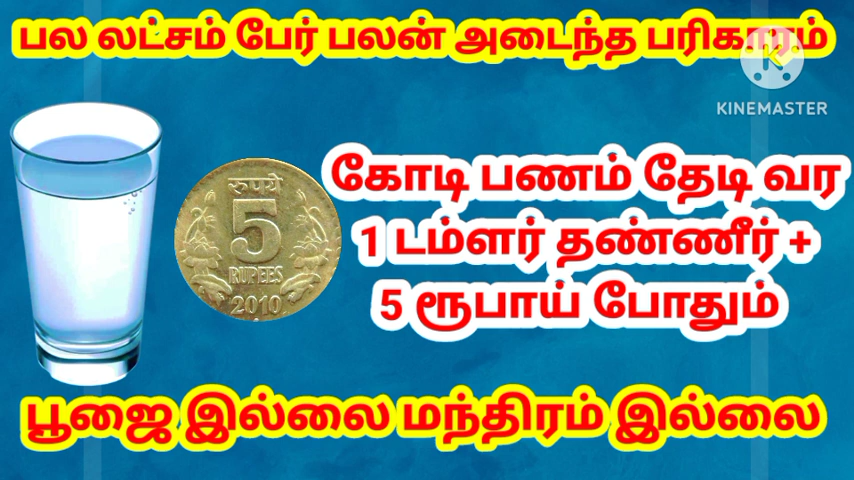 பல லட்சம் பேர் பலன் அடைந்த பரிகாரம்
KINEMASTER
रुपये
5
RUPEES
2010
கோடி பணம் தேடி வர
1 டம்ளர் தண்ணீர் +
5 ரூபாய் போதும்
பூஜை இல்லை மந்திரம் இல்லை